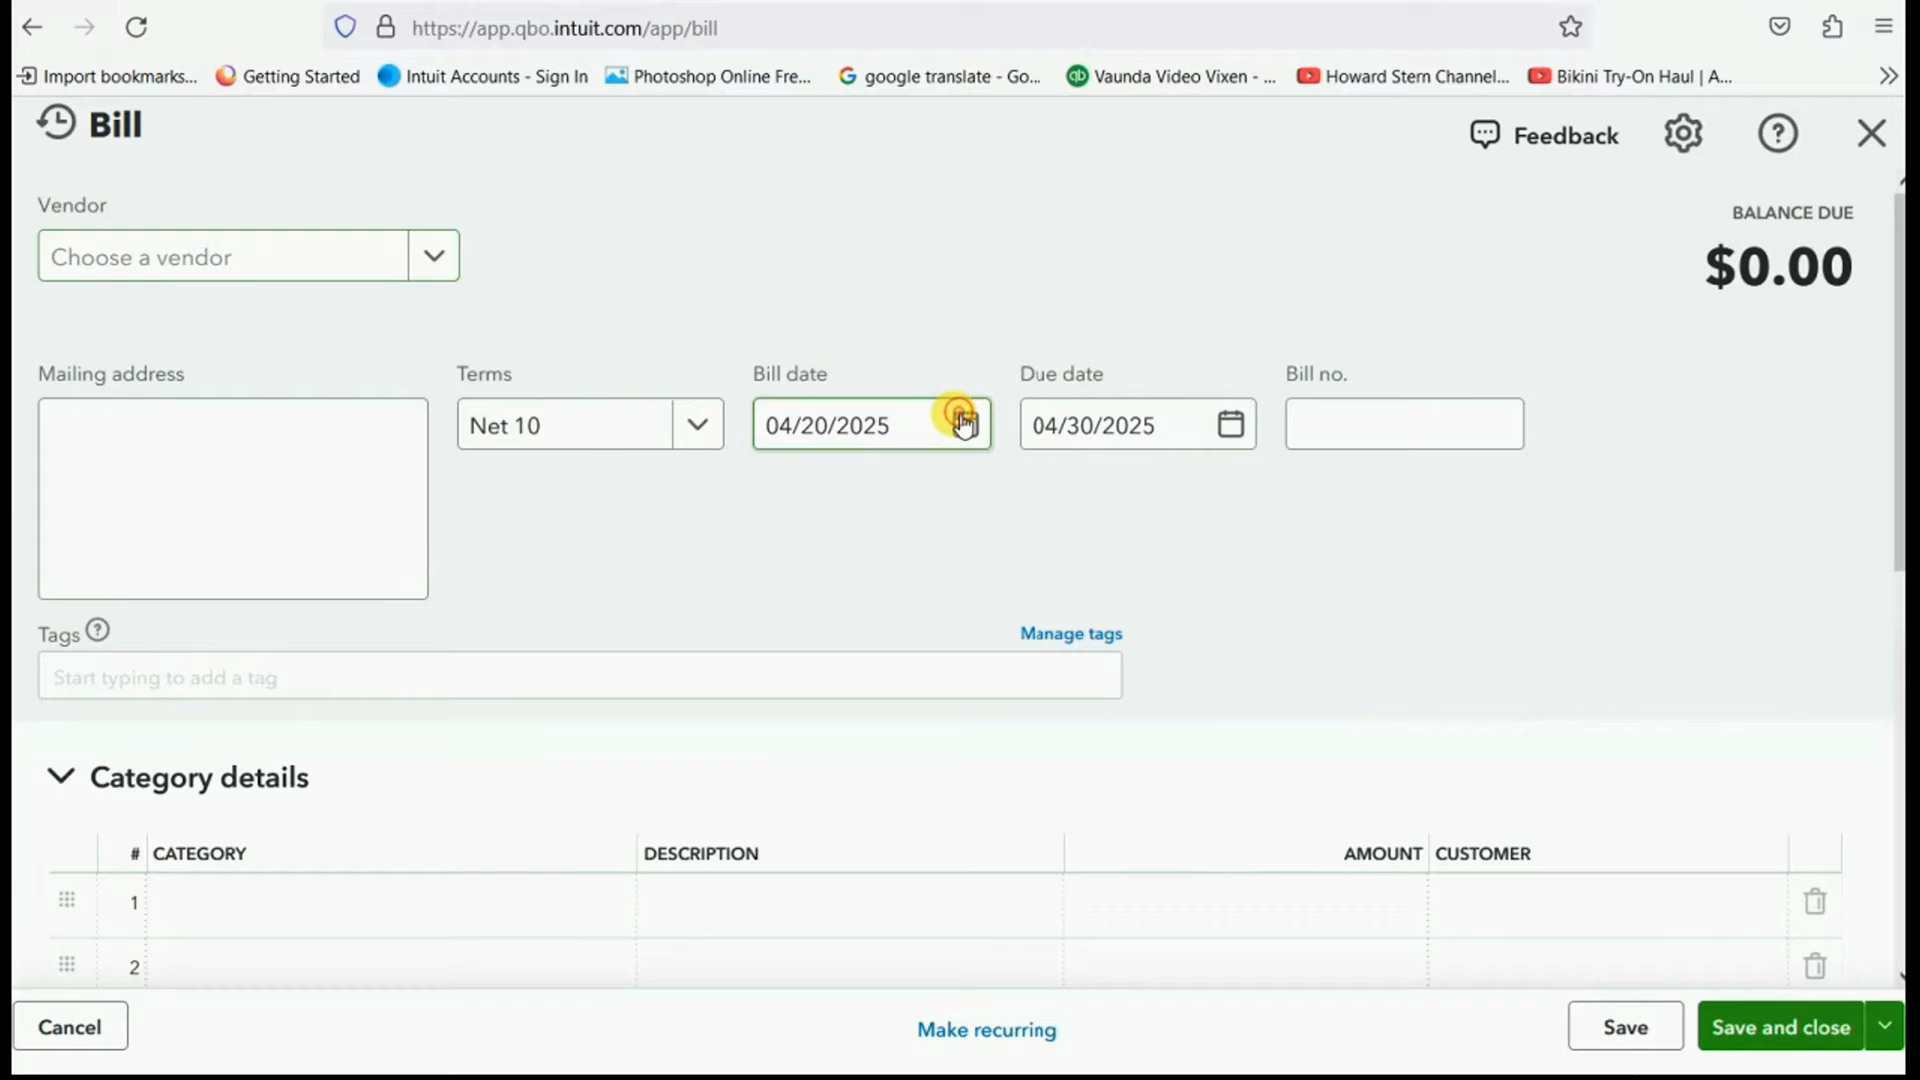 https://app.qbo.intuit.com/app/bill
Import bookmarks... Getting Started Intuit Accounts - Sign In Photoshop Online Fre... google translate - Go... Vaunda Video Vixen - ... Howard Stern Channel... Bikini Try-On Haul | A...
Bill
Feedback
Vendor
BALANCE DUE
Choose a vendor
$0.00
Mailing address Terms Bill date Due date Bill no.
Net 10 04/20/2025 04/30/2025
Tags Manage tags
Start typing to add a tag
Category details
# CATEGORY DESCRIPTION AMOUNT CUSTOMER
1
2
Cancel Make recurring Save Save and close